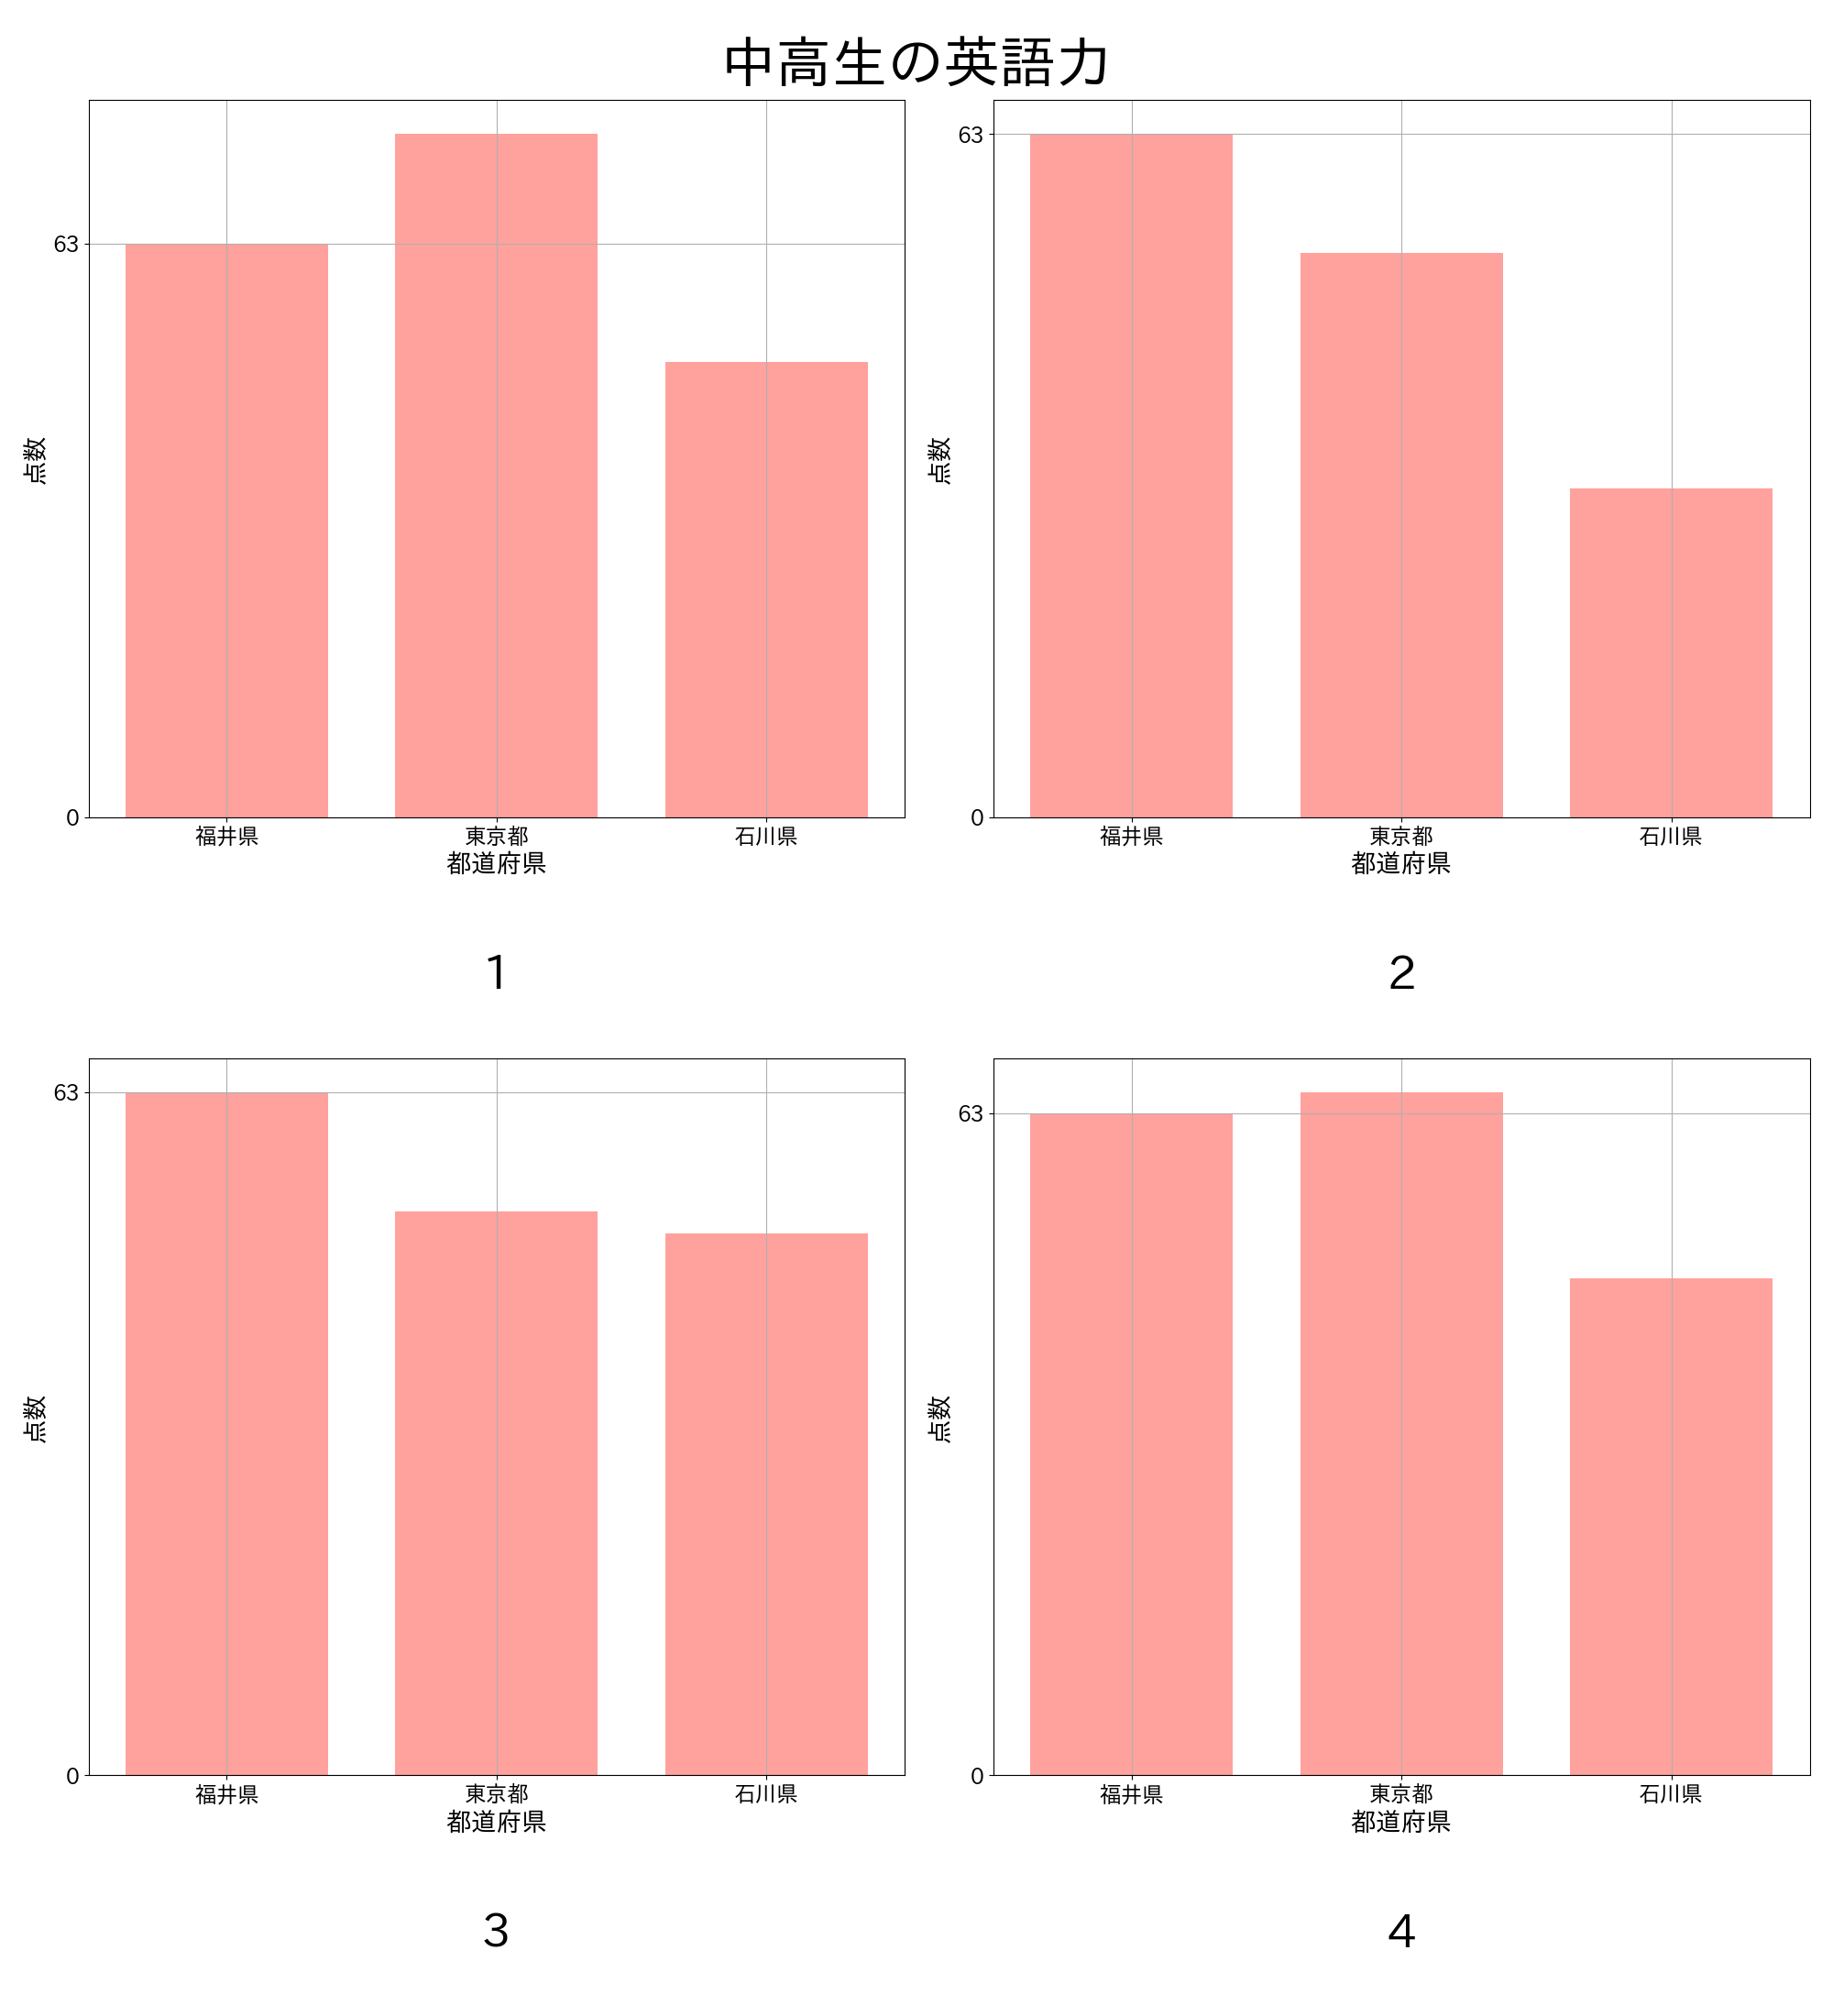 中高生の英語力
63
0
点数
福井県 東京都 石川県
都道府県
1
63
0
点数
福井県 東京都 石川県
都道府県
2
63
0
点数
福井県 東京都 石川県
都道府県
3
63
0
点数
福井県 東京都 石川県
都道府県
4